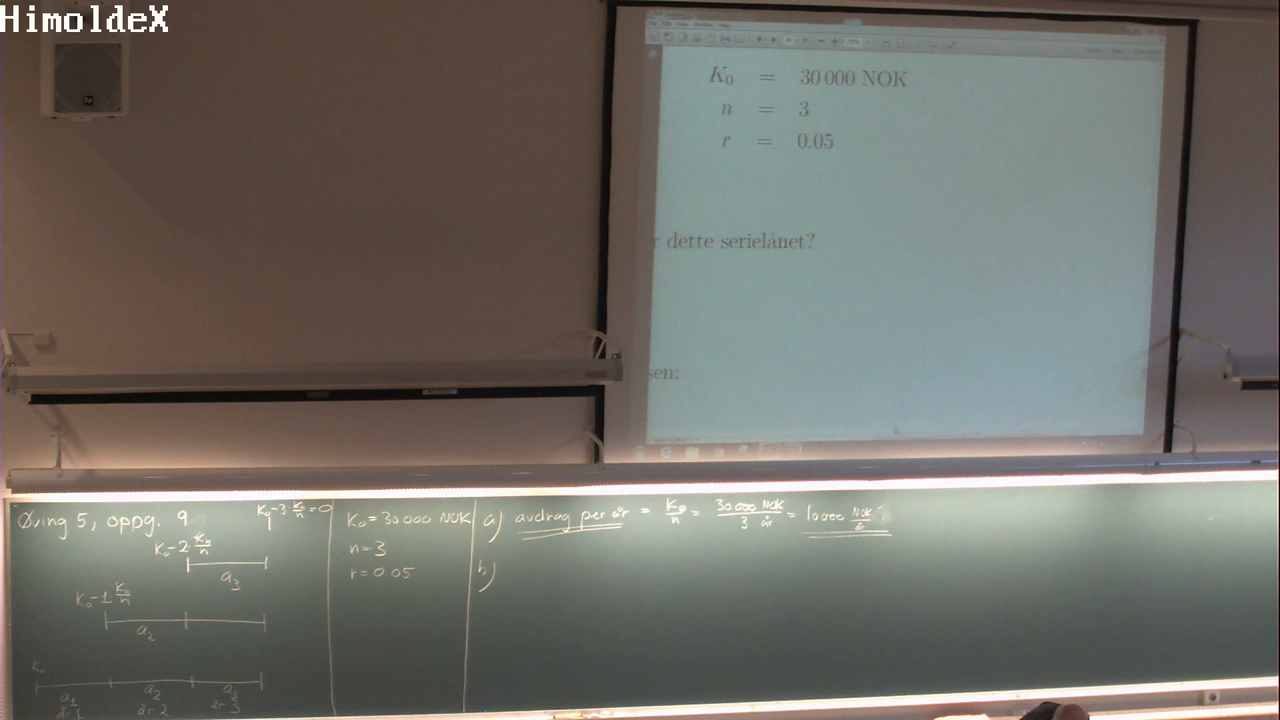 HimoldeX
K₀ = 30 000 NOK
n = 3
r = 0.05
r dette serielånet?
sen:
Øving 5, oppg. 9
K₀-3 K₀/n = 0
K₀-2 K₀/n
a₃
K₀-1 K₀/n
a₂
K₀
a₁ a₂ a₃
år 1 år 2 år 3
K₀ = 30 000 NOK
n = 3
r = 0.05
a) avdrag per år = K₀/n = 30 000 NOK / 3 år = 10 000 NOK/år
b)